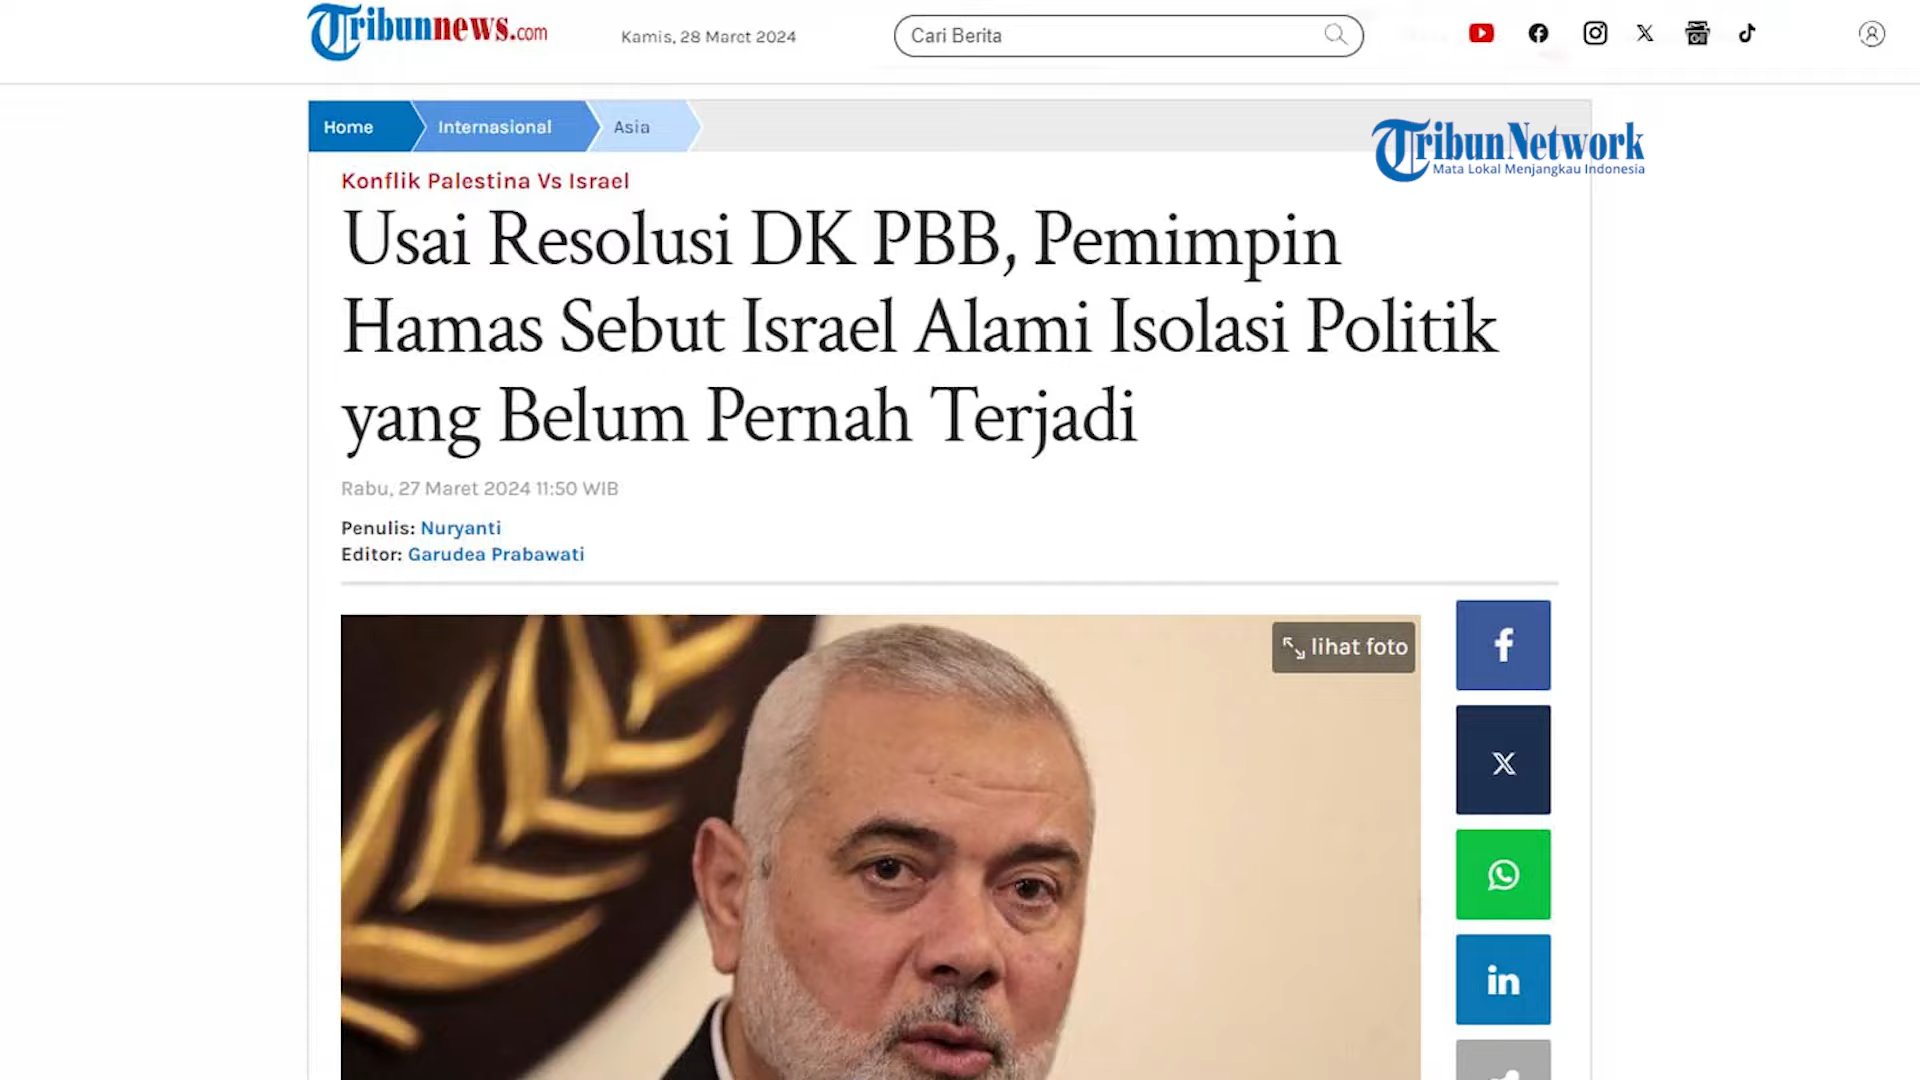 Tribunnews.com
Kamis, 28 Maret 2024
Cari Berita
Home
Internasional
Asia
TribunNetwork
Mata Lokal Menjangkau Indonesia
Konflik Palestina Vs Israel
Usai Resolusi DK PBB, Pemimpin
Hamas Sebut Israel Alami Isolasi Politik
yang Belum Pernah Terjadi
Rabu, 27 Maret 2024 11:50 WIB
Penulis: Nuryanti
Editor: Garudea Prabawati
lihat foto